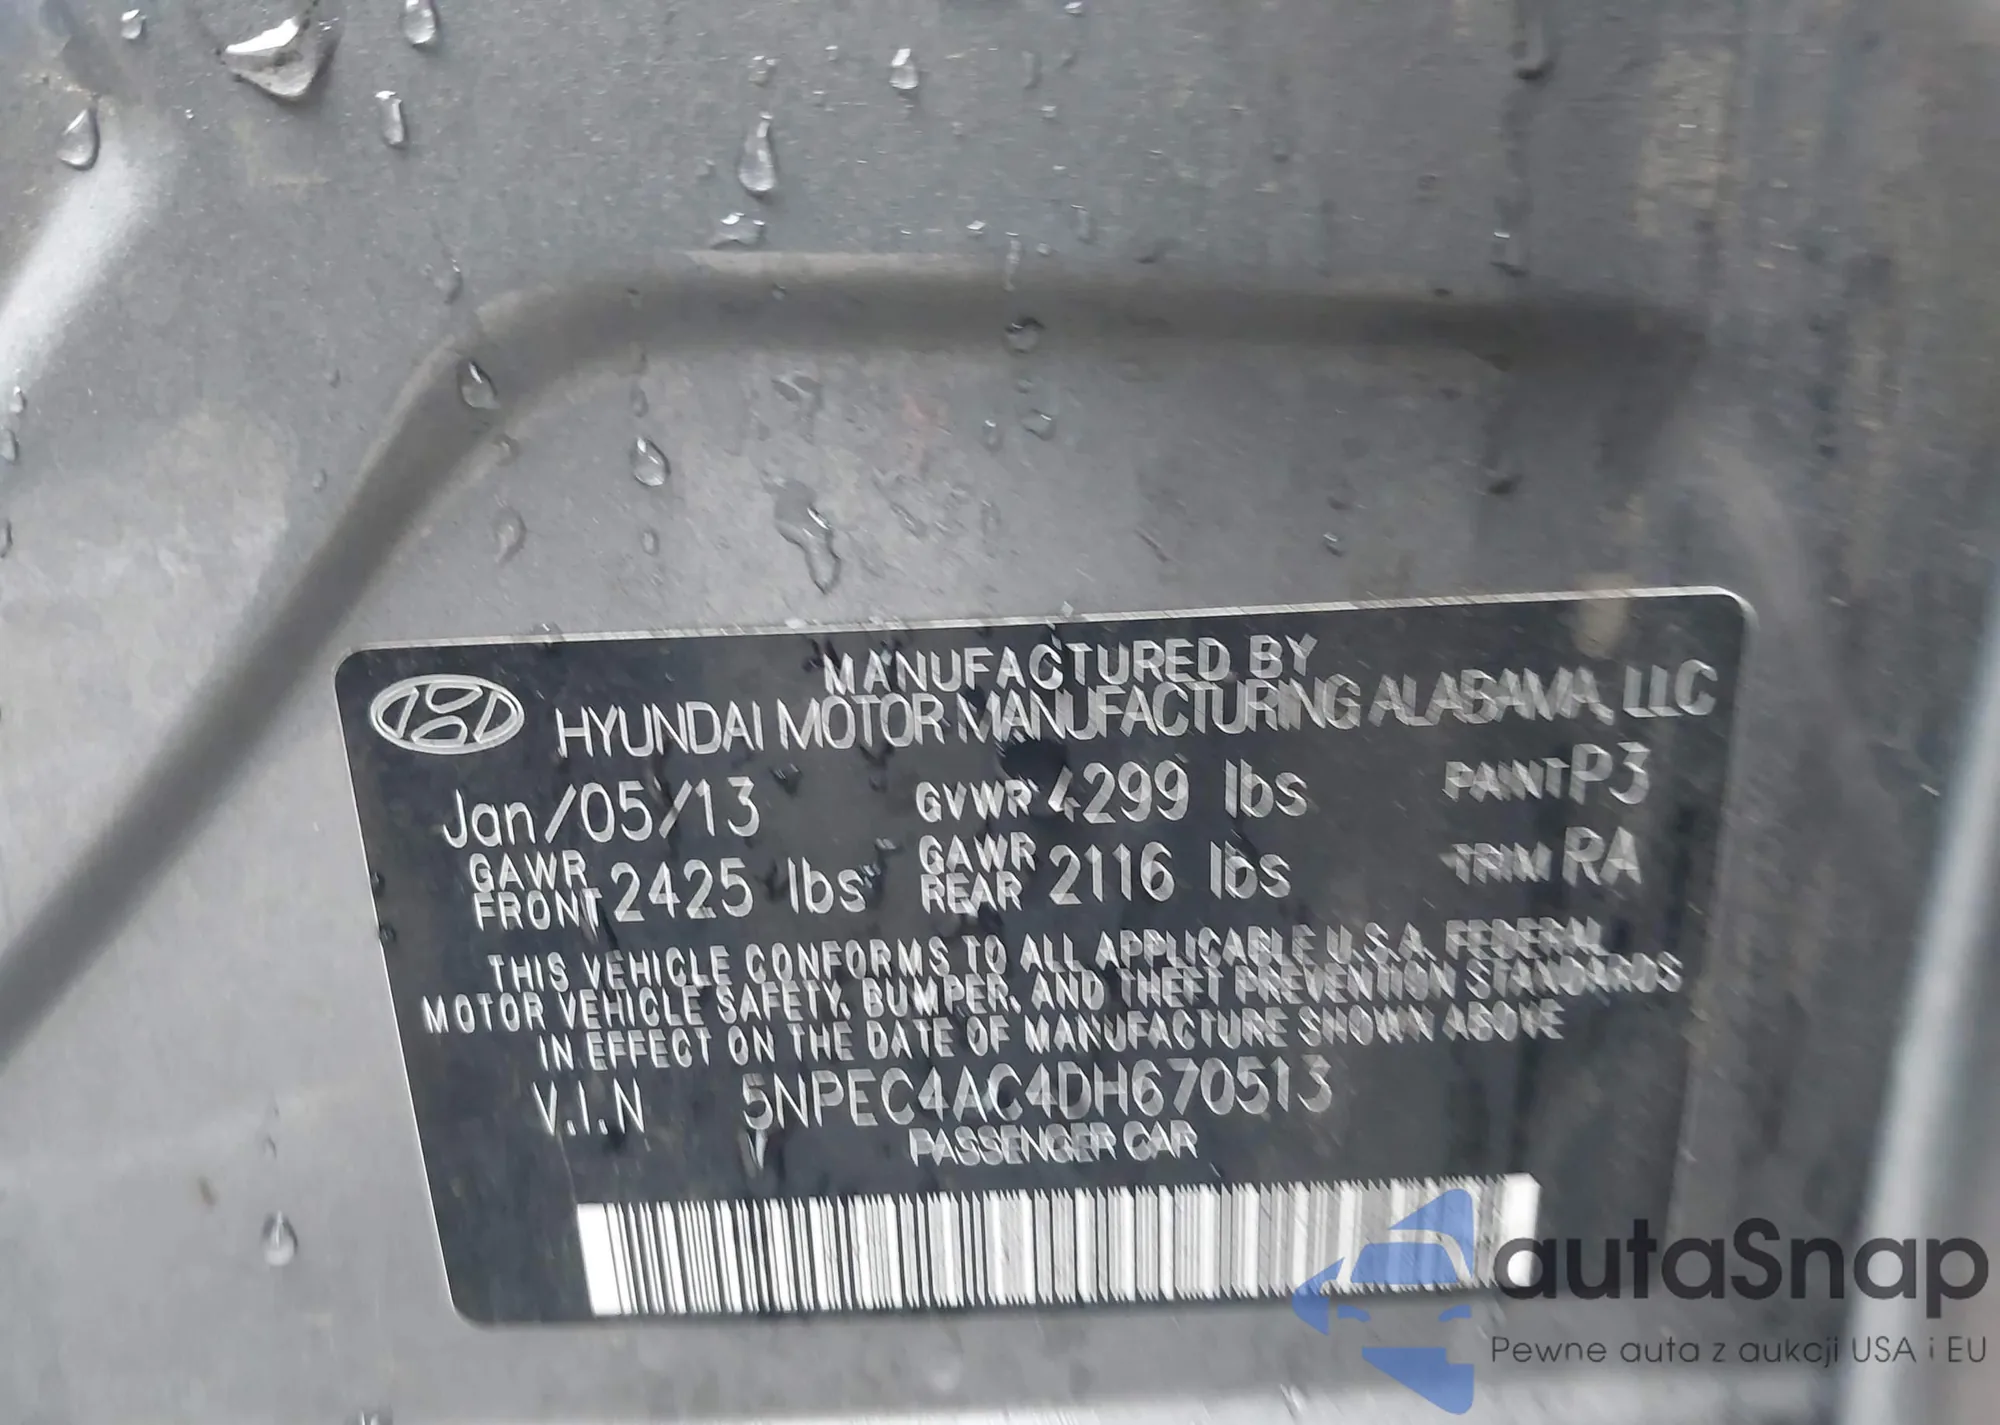 MANUFACTURED BY
HYUNDAI MOTOR MANUFACTURING ALABAMA, LLC
Jan/05/13 GVWR 4299 lbs PAINT P3
GAWR FRONT 2425 lbs GAWR REAR 2116 lbs TRIM RA
THIS VEHICLE CONFORMS TO ALL APPLICABLE U.S.A. FEDERAL
MOTOR VEHICLE SAFETY, BUMPER, AND THEFT PREVENTION STANDARDS
IN EFFECT ON THE DATE OF MANUFACTURE SHOWN ABOVE
V.I.N 5NPEC4AC4DH670513
PASSENGER CAR
autaSnap
Pewne auta z aukcji USA i EU